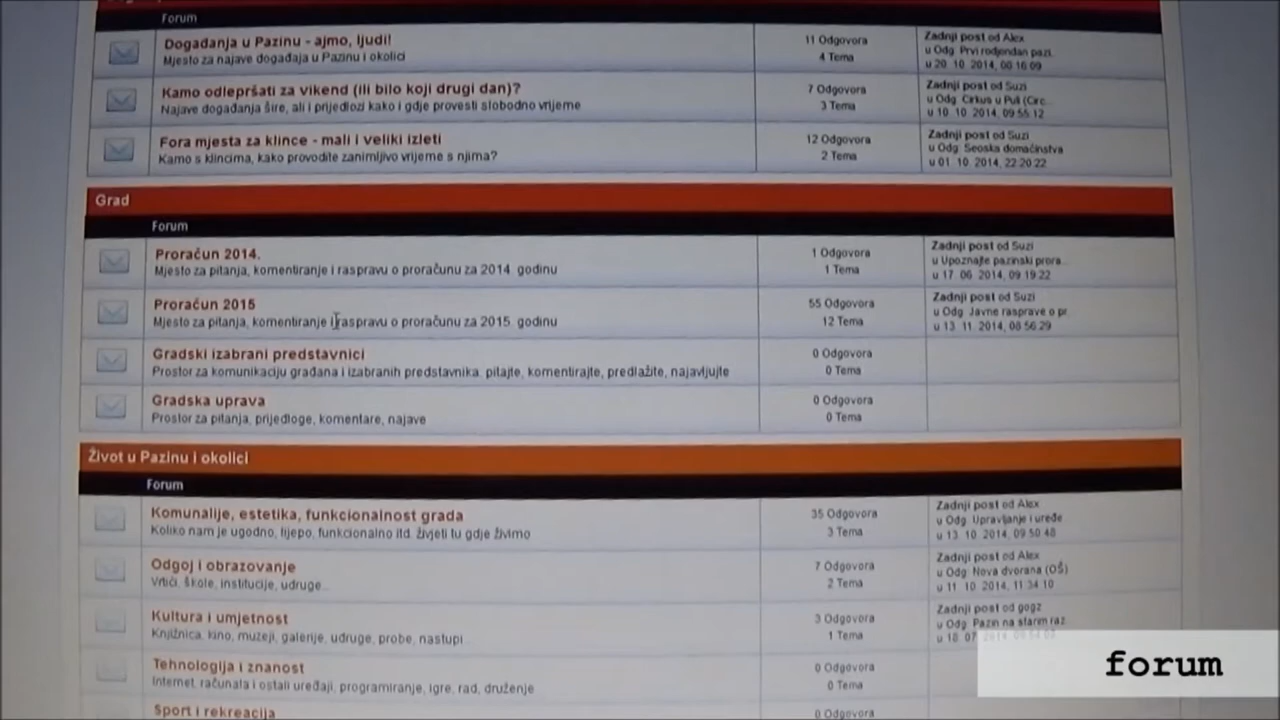 Forum
Događanja u Pazinu - ajmo, ljudi!
Mjesto za najave događaja u Pazinu i okolici
11 Odgovora
4 Tema
Zadnji post od Alex
u Odg: Prvi rodjendan pazi..
u 20. 10. 2014, 08:16:09
Kamo odlepršati za vikend (ili bilo koji drugi dan)?
Najave događanja šire, ali i prijedlozi kako i gdje provesti slobodno vrijeme
7 Odgovora
3 Tema
Zadnji post od Suzi
u Odg: Cirkus u Puli (Circ...
u 10. 10. 2014, 09:55:12
Fora mjesta za klince - mali i veliki izleti
Kamo s klincima, kako provodite zanimljivo vrijeme s njima?
12 Odgovora
2 Tema
Zadnji post od Suzi
u Odg: Seoska domaćinstva
u 01. 10. 2014, 22:20:22
Grad
Forum
Proračun 2014.
Mjesto za pitanja, komentiranje i raspravu o proračunu za 2014. godinu
1 Odgovora
1 Tema
Zadnji post od Suzi
u Upoznajte pazinski prora...
u 17. 06. 2014, 09:19:22
Proračun 2015
Mjesto za pitanja, komentiranje i raspravu o proračunu za 2015. godinu
55 Odgovora
12 Tema
Zadnji post od Suzi
u Odg: Javne rasprave o pr...
u 13. 11. 2014, 08:56:29
Gradski izabrani predstavnici
Prostor za komunikaciju građana i izabranih predstavnika: pitajte, komentirajte, predlažite, najavljujte
0 Odgovora
0 Tema
Gradska uprava
Prostor za pitanja, prijedloge, komentare, najave
0 Odgovora
0 Tema
Život u Pazinu i okolici
Forum
Komunalije, estetika, funkcionalnost grada
Koliko nam je ugodno, lijepo, funkcionalno itd. živjeti tu gdje živimo
35 Odgovora
3 Tema
Zadnji post od Alex
u Odg: Upravljanje i uređe...
u 13. 10. 2014, 09:50:48
Odgoj i obrazovanje
Vrtići, škole, institucije, udruge...
7 Odgovora
2 Tema
Zadnji post od Alex
u Odg: Nova dvorana (OŠ)
u 11. 10. 2014, 11:34:10
Kultura i umjetnost
Knjižnica, kino, muzeji, galerije, udruge, probe, nastupi...
3 Odgovora
1 Tema
Zadnji post od gogz
u Odg: Pazin na starim raz...
u 18. 07. 2014
Tehnologija i znanost
Internet, računala i ostali uređaji, programiranje, igre, rad, druženje
0 Odgovora
0 Tema
Sport i rekreacija
0 Odgovora
forum